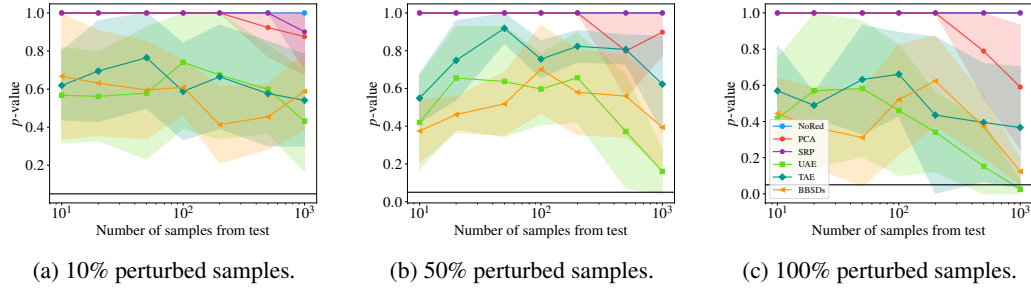 1.0
0.8
0.6
0.4
0.2
p-value
10¹ 10² 10³
Number of samples from test
(a) 10% perturbed samples.
1.0
0.8
0.6
0.4
0.2
0.0
p-value
10¹ 10² 10³
Number of samples from test
(b) 50% perturbed samples.
1.0
0.8
0.6
0.4
0.2
0.0
p-value
NoRed
PCA
SRP
UAE
TAE
BBSDs
10¹ 10² 10³
Number of samples from test
(c) 100% perturbed samples.